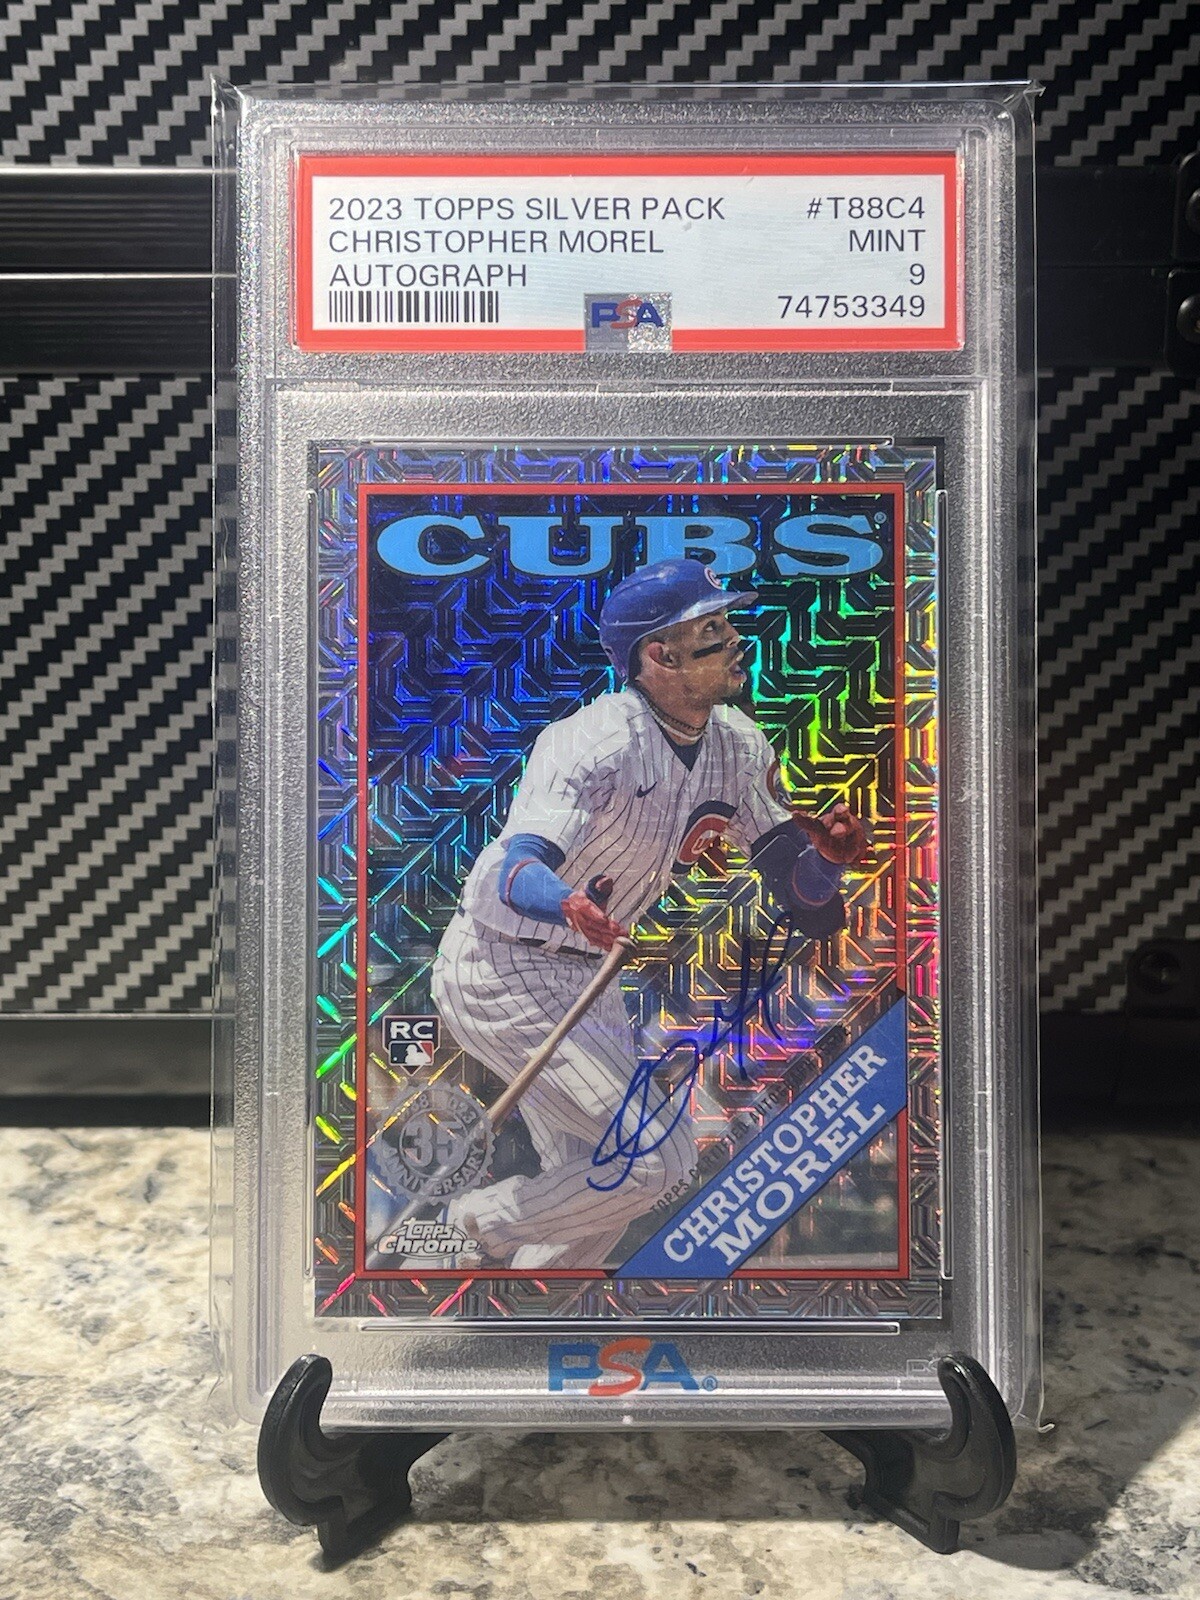 2023 TOPPS SILVER PACK #T88C4
CHRISTOPHER MOREL MINT
AUTOGRAPH 9
74753349
PSA
CUBS
RC
35
ANNIVERSARY
Topps
Chrome
CHRISTOPHER
MOREL
PSA®